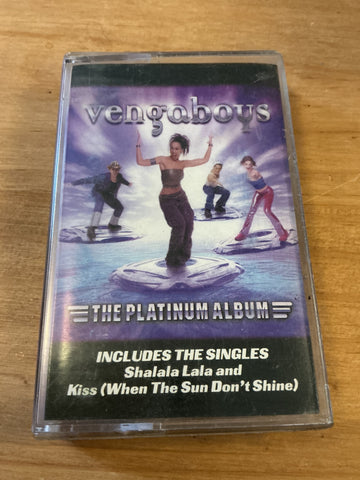 vengaboys
THE PLATINUM ALBUM
INCLUDES THE SINGLES
Shalala Lala and
Kiss (When The Sun Don't Shine)